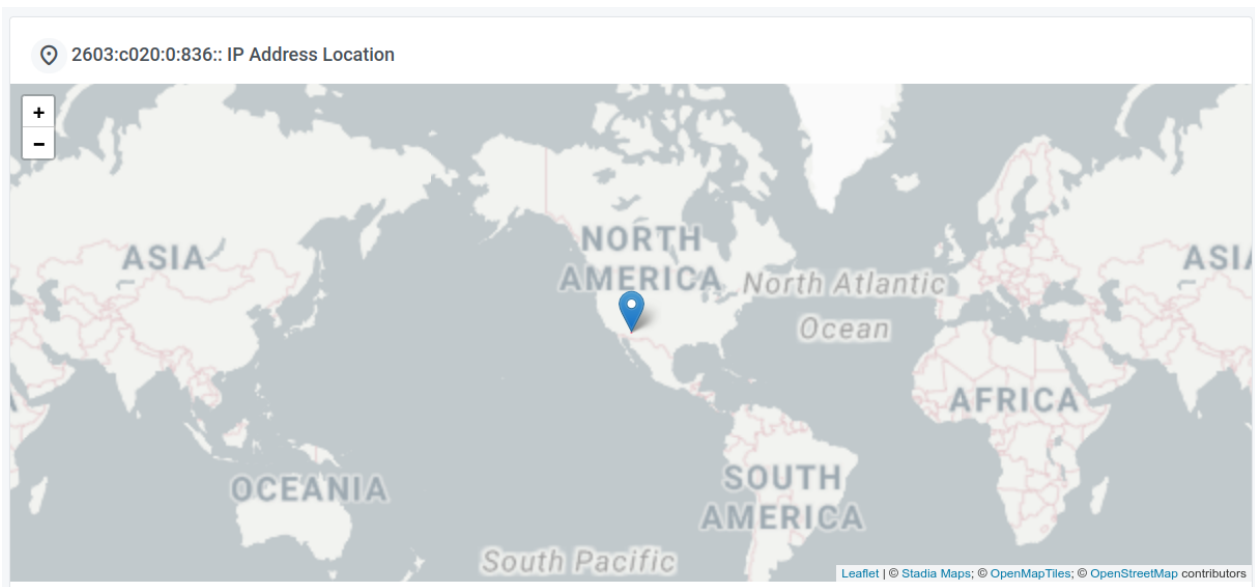 2603:c020:0:836:: IP Address Location
+
−
NORTH
AMERICA
ASIA
ASI
North Atlantic
Ocean
AFRICA
SOUTH
AMERICA
OCEANIA
South Pacific
Leaflet | © Stadia Maps; © OpenMapTiles; © OpenStreetMap contributors